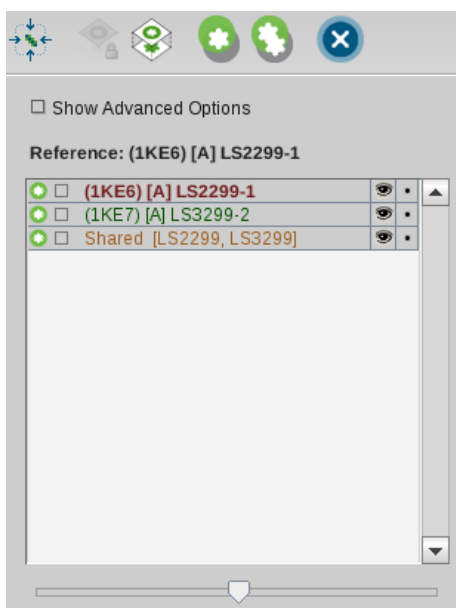 Show Advanced Options
Reference: (1KE6) [A] LS2299-1
(1KE6) [A] LS2299-1
(1KE7) [A] LS3299-2
Shared [LS2299, LS3299]